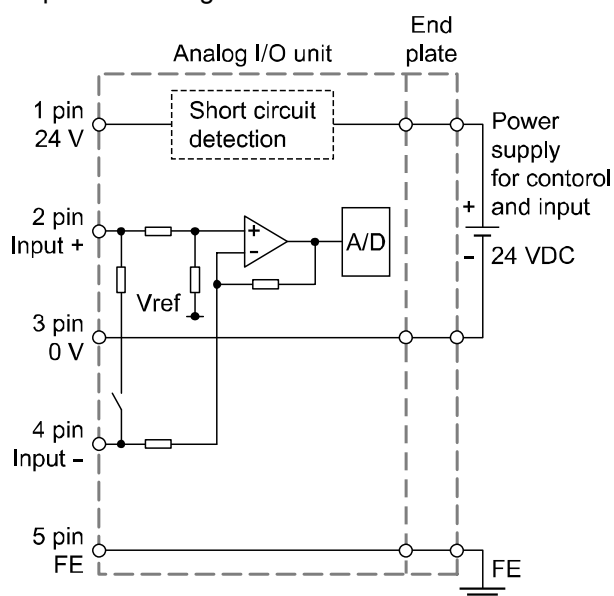 End
plate
Analog I/O unit
1 pin
24 V
Short circuit
detection
Power
supply
for contorol
and input
+
–
24 VDC
2 pin
Input +
+
–
A/D
Vref
3 pin
0 V
4 pin
Input –
5 pin
FE
FE